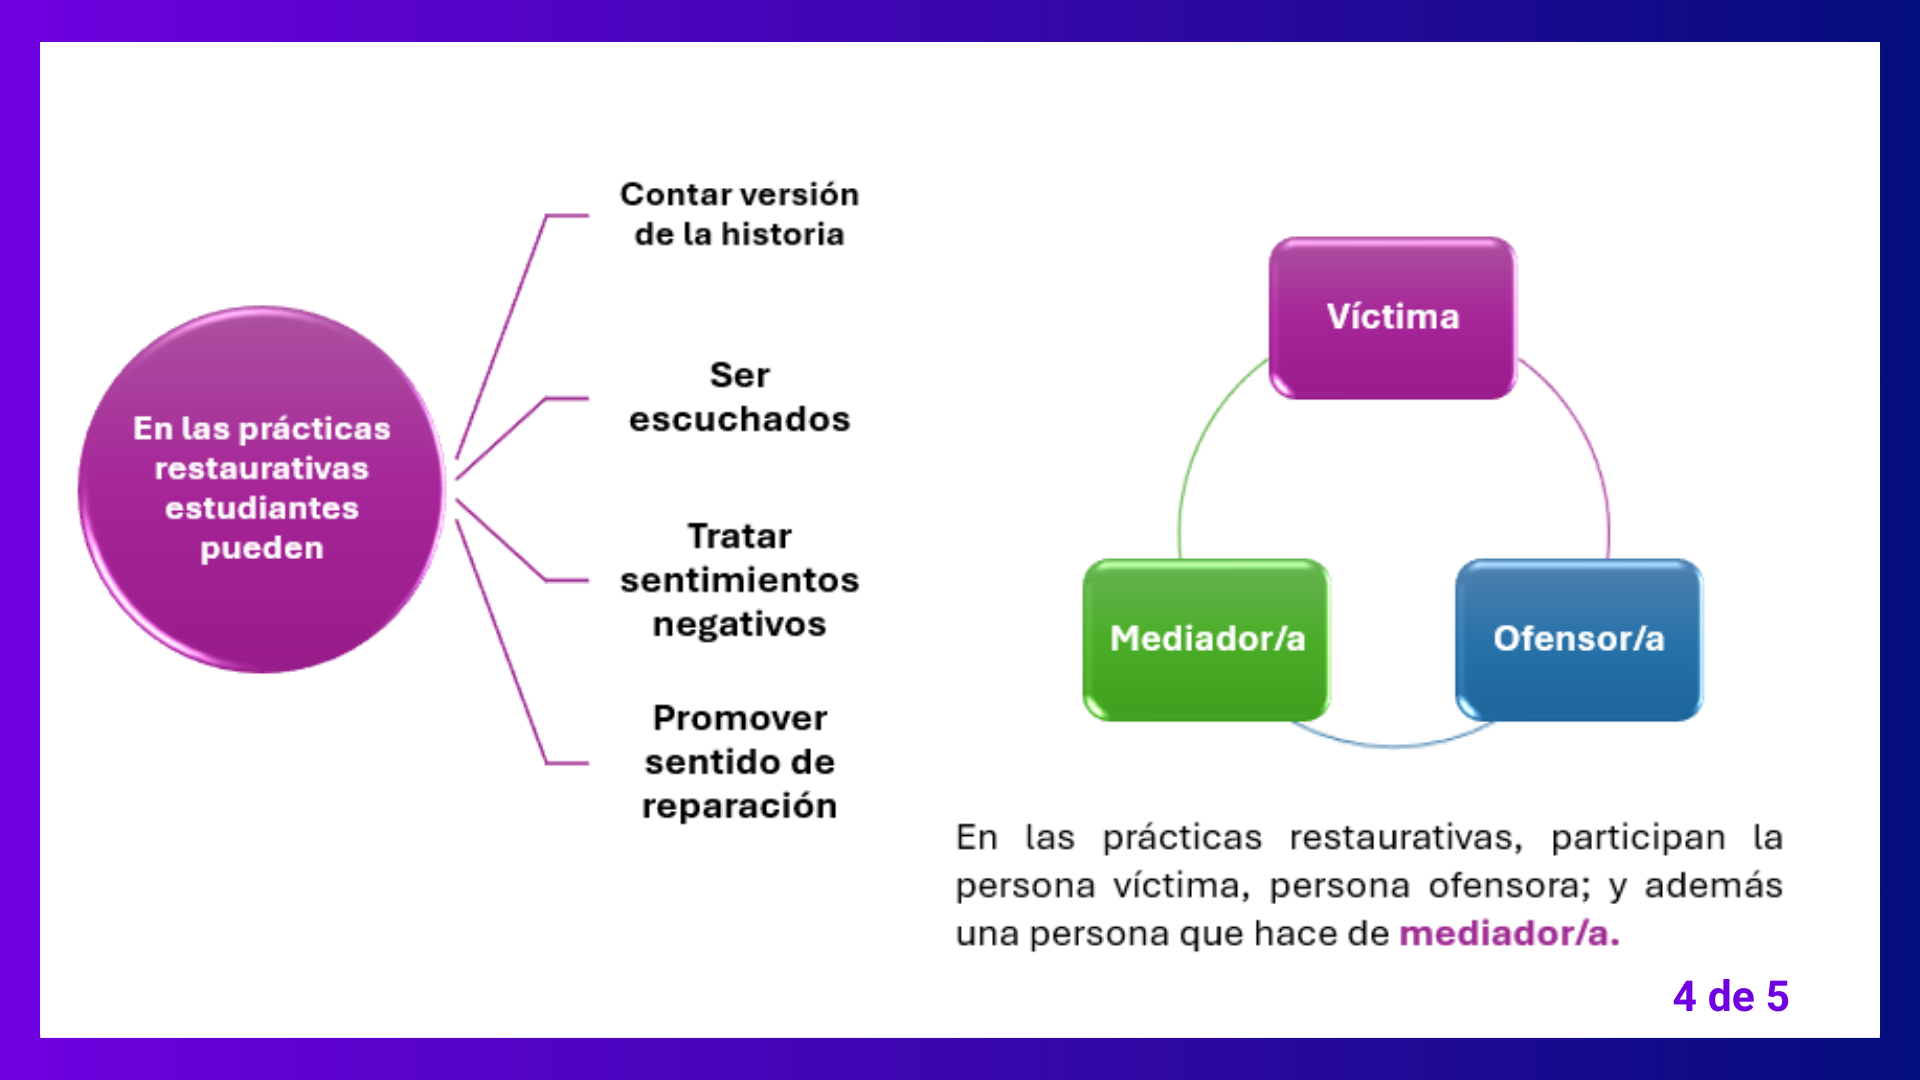 En las prácticas
restaurativas
estudiantes
pueden
Contar versión
de la historia
Ser
escuchados
Tratar
sentimientos
negativos
Promover
sentido de
reparación
Víctima
Mediador/a
Ofensor/a
En las prácticas restaurativas, participan la
persona víctima, persona ofensora; y además
una persona que hace de mediador/a.
4 de 5